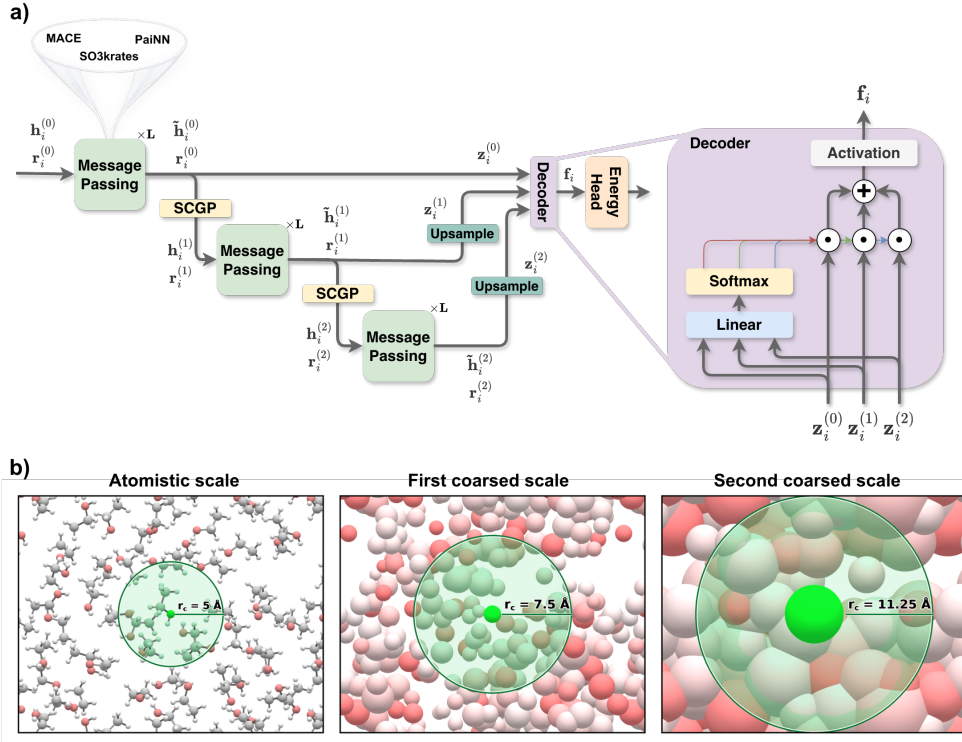 a)
MACE PaiNN
SO3krates
h_i^{(0)} h̃_i^{(0)}
r_i^{(0)} r_i^{(0)}
×L
Message
Passing
SCGP
h_i^{(1)}
r_i^{(1)}
×L
Message
Passing
h̃_i^{(1)}
r_i^{(1)}
SCGP
h_i^{(2)}
r_i^{(2)}
×L
Message
Passing
h̃_i^{(2)}
r_i^{(2)}
z_i^{(0)}
z_i^{(1)}
Upsample
z_i^{(2)}
Upsample
Decoder
f_i
Energy
Head
Decoder
f_i
Activation
+
Softmax
Linear
z_i^{(0)} z_i^{(1)} z_i^{(2)}
b)
Atomistic scale First coarsed scale Second coarsed scale
r_c = 5 Å r_c = 7.5 Å r_c = 11.25 Å